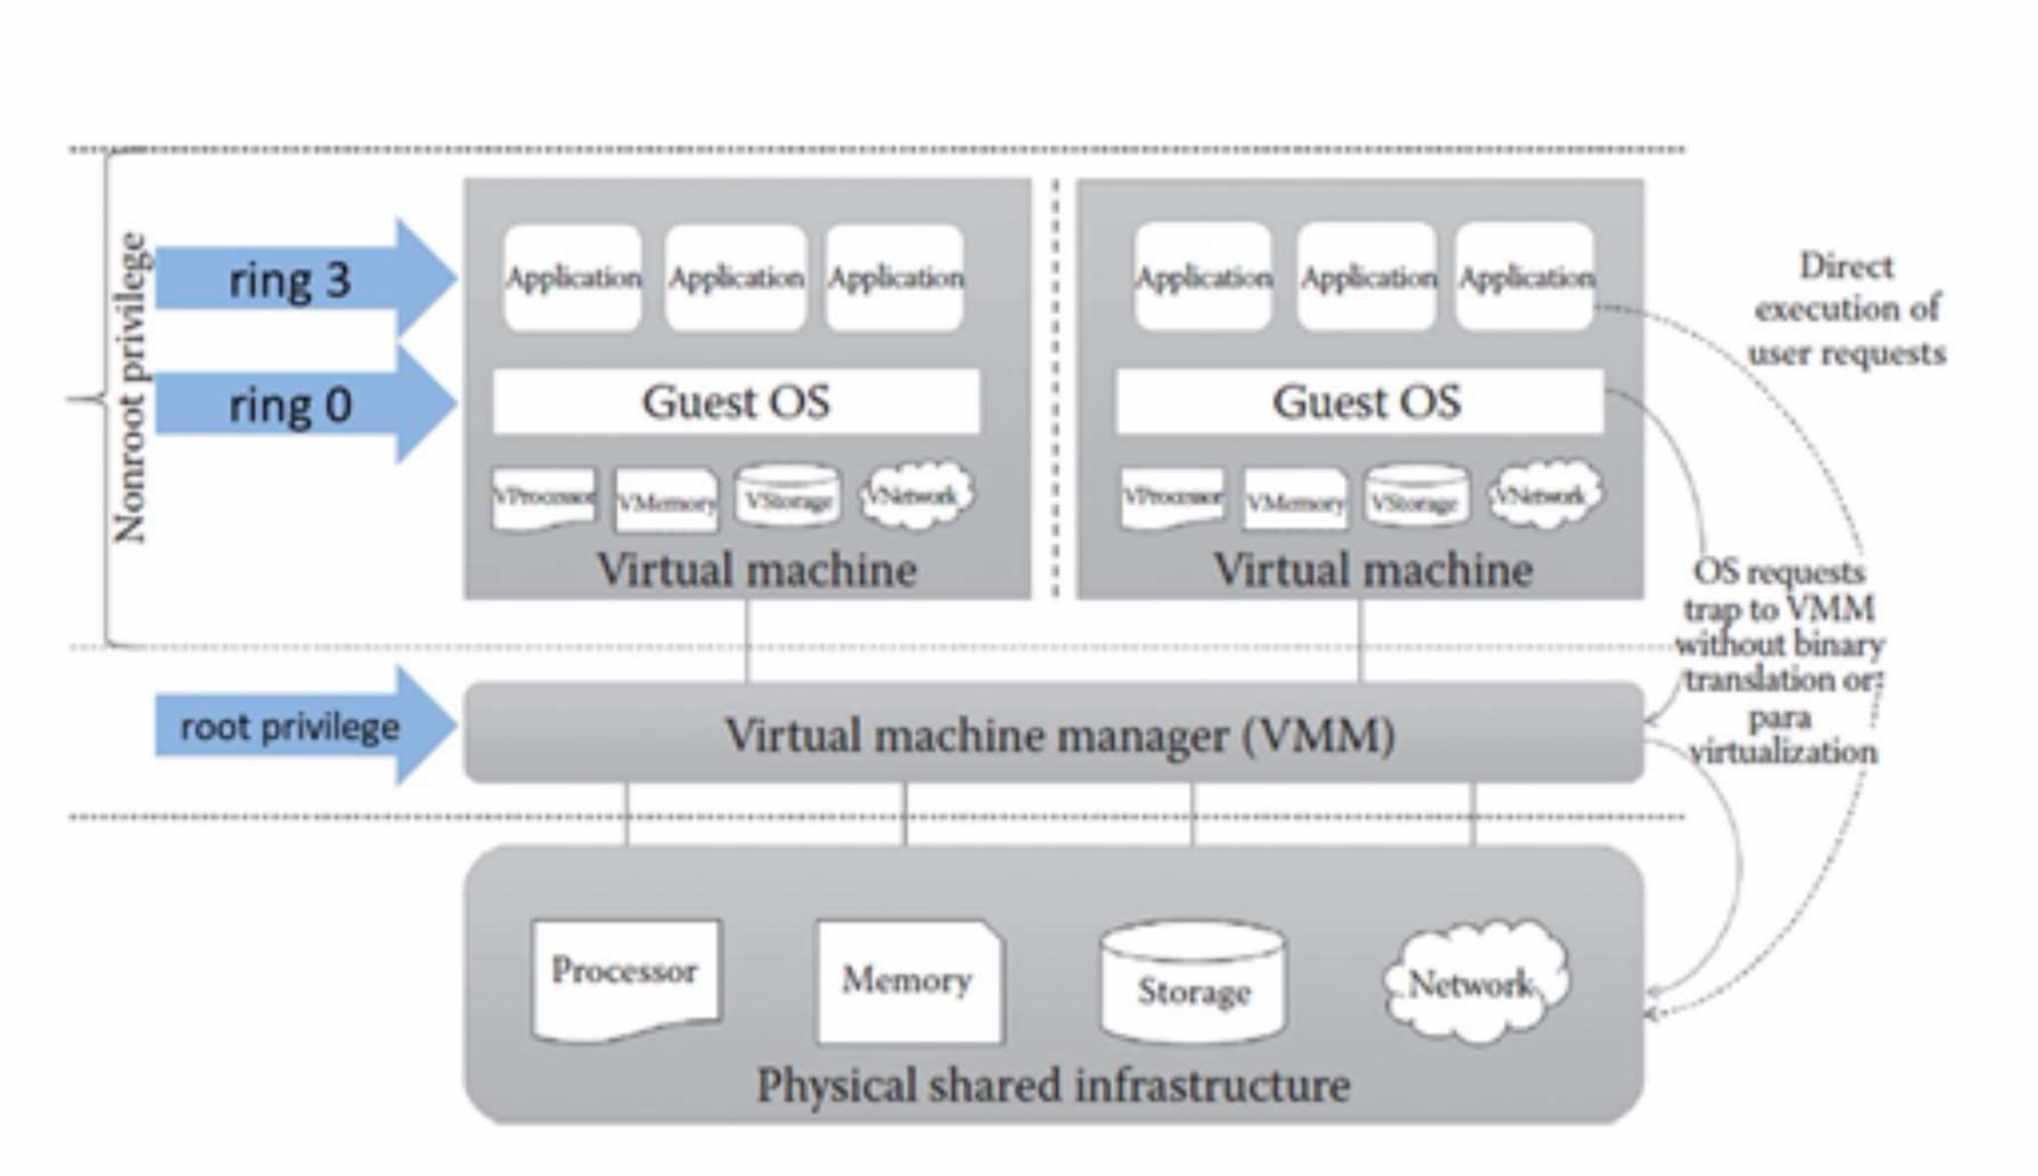 Nonroot privilege
ring 3
ring 0
root privilege
Application
Application
Application
Guest OS
VProcessor
VMemory
VStorage
VNetwork
Virtual machine
Application
Application
Application
Guest OS
VProcessor
VMemory
VStorage
VNetwork
Virtual machine
Direct
execution of
user requests
OS requests
trap to VMM
without binary
translation or
para
virtualization
Virtual machine manager (VMM)
Processor
Memory
Storage
Network
Physical shared infrastructure